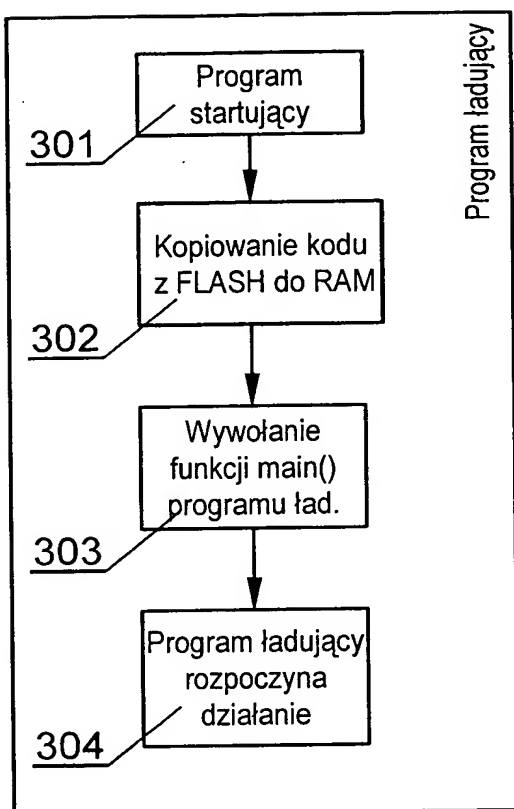 Program ładujący
Program
startujący
301
Kopiowanie kodu
z FLASH do RAM
302
Wywołanie
funkcji main()
programu ład.
303
Program ładujący
rozpoczyna
działanie
304